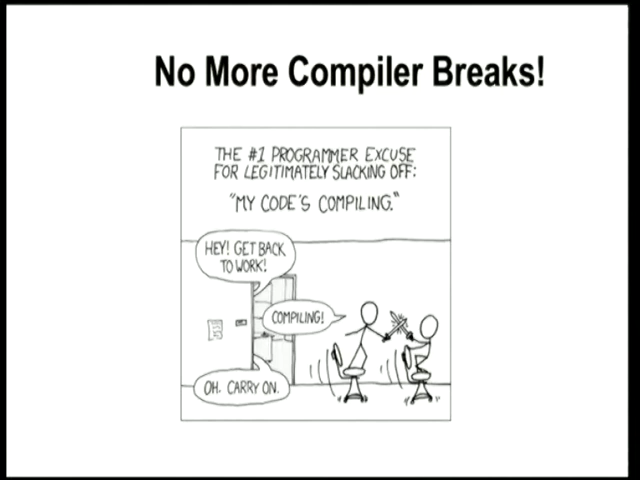 No More Compiler Breaks!
THE #1 PROGRAMMER EXCUSE
FOR LEGITIMATELY SLACKING OFF:
"MY CODE'S COMPILING."
HEY! GET BACK
TO WORK!
COMPILING!
OH. CARRY ON.